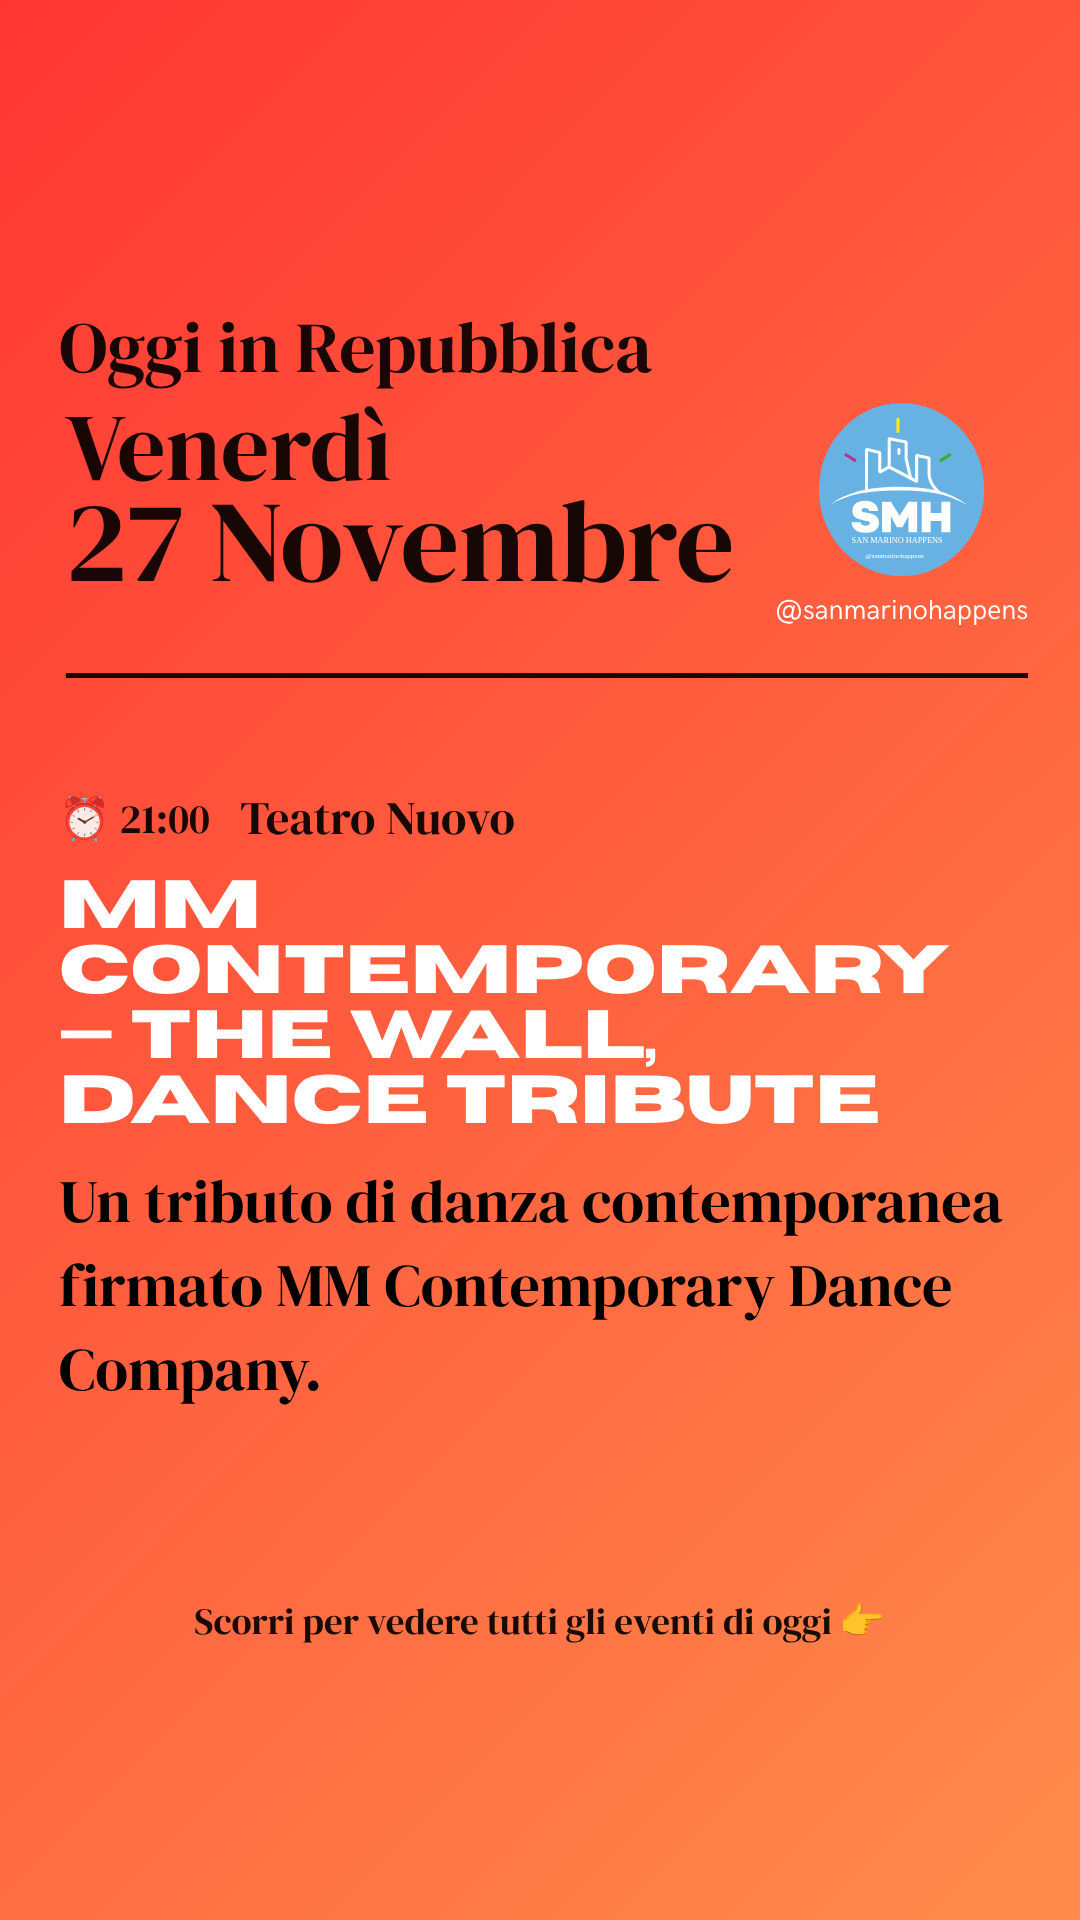 Oggi in Repubblica
Venerdì
27 Novembre
SMH
SAN MARINO HAPPENS
@sanmarinohappens
@sanmarinohappens
⏰ 21:00 Teatro Nuovo
MM
CONTEMPORARY
– THE WALL,
DANCE TRIBUTE
Un tributo di danza contemporanea
firmato MM Contemporary Dance
Company.
Scorri per vedere tutti gli eventi di oggi 👉